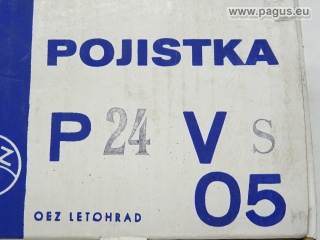 www.pagus.eu
POJISTKA
P 24 V S
05
OEZ LETOHRAD